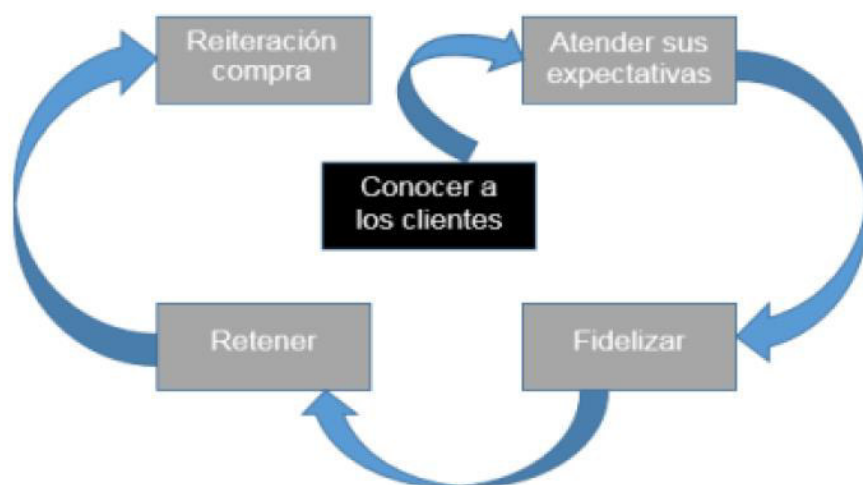 Reiteración
compra
Atender sus
expectativas
Conocer a
los clientes
Retener
Fidelizar